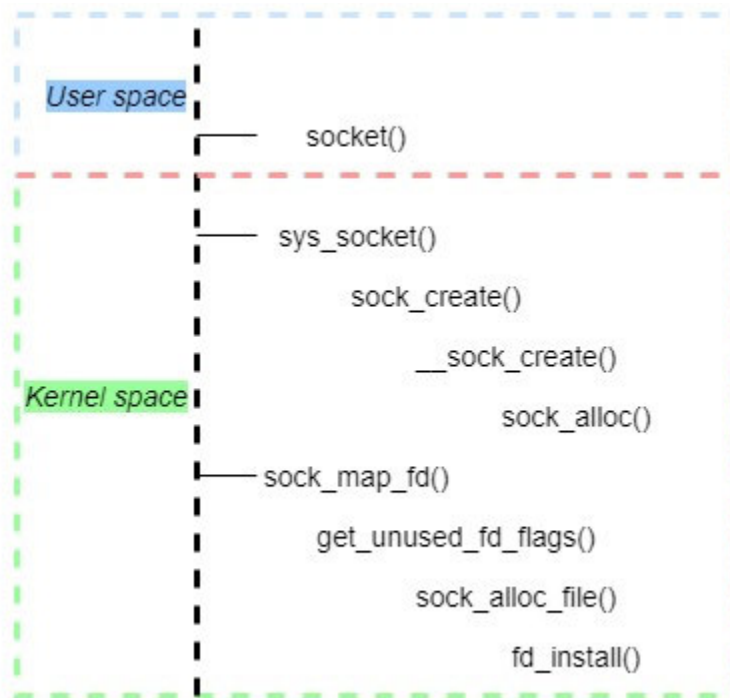 User space
socket()
sys_socket()
sock_create()
__sock_create()
Kernel space
sock_alloc()
sock_map_fd()
get_unused_fd_flags()
sock_alloc_file()
fd_install()